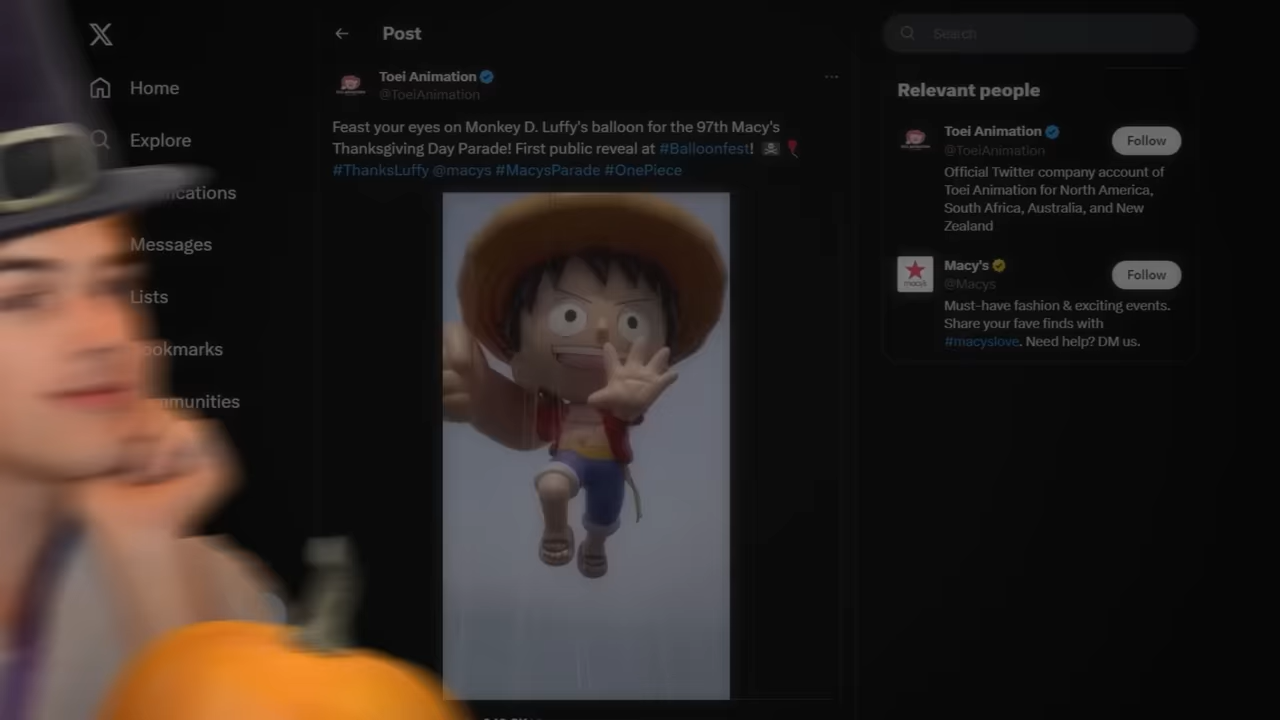 Home
Explore
Messages
Lists
Post
Toei Animation
@ToeiAnimation
Feast your eyes on Monkey D. Luffy's balloon for the 97th Macy's
Thanksgiving Day Parade! First public reveal at #Balloonfest! ☠️🎈
#ThanksLuffy @macys #MacysParade #OnePiece
Search
Relevant people
Toei Animation
@ToeiAnimation
Follow
Official Twitter company account of
Toei Animation for North America,
South Africa, Australia, and New
Zealand
Macy's
@Macys
Follow
Must-have fashion & exciting events.
Share your fave finds with
#macyslove. Need help? DM us.